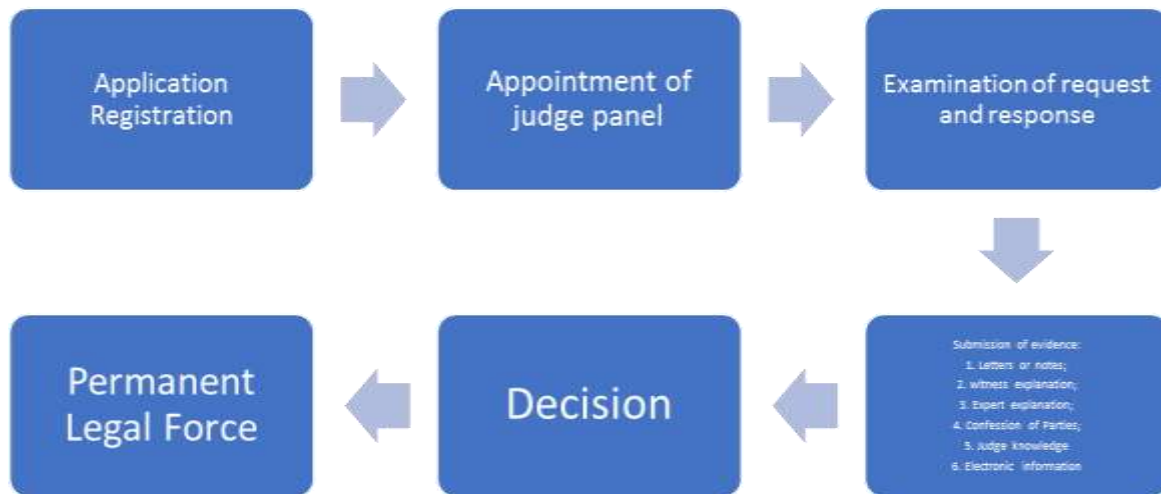 Application
Registration
Appointment of
judge panel
Examination of request
and response
Submission of evidence:
1. Letters or notes;
2. witness explanation;
3. Expert explanation;
4. Confession of Parties;
5. Judge knowledge
6. Electronic information
Decision
Permanent
Legal Force